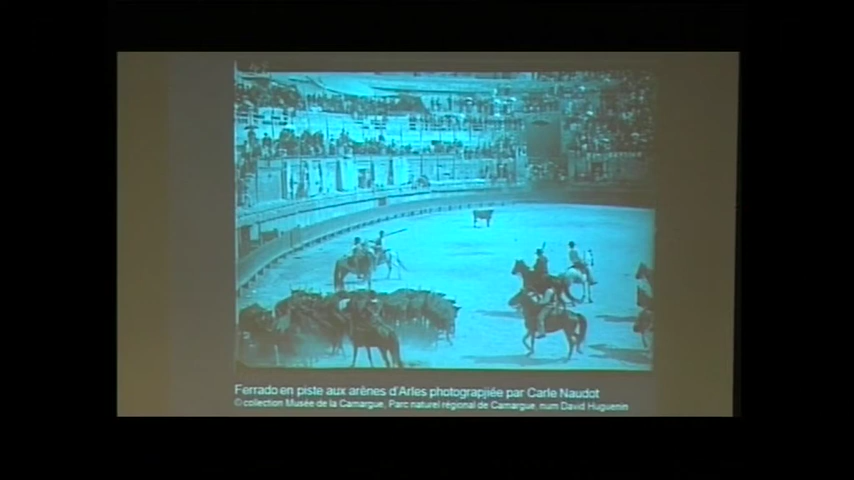 Ferrado en piste aux arènes d'Arles photograpjiée par Carle Naudot
© collection Musée de la Camargue, Parc naturel régional de Camargue, num David Huguenin